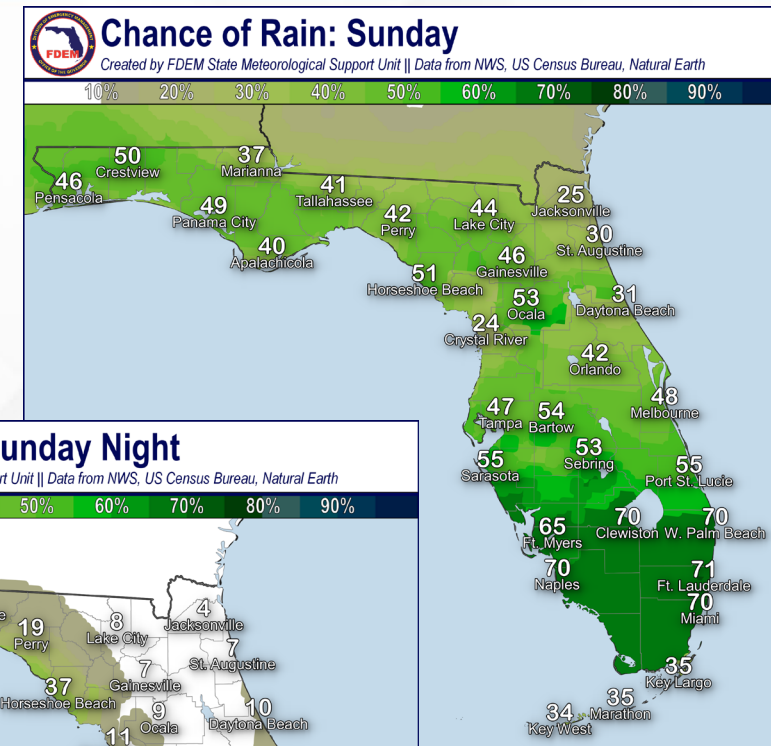 Chance of Rain: Sunday
FDEM
Created by FDEM State Meteorological Support Unit || Data from NWS, US Census Bureau, Natural Earth
10% 20% 30% 40% 50% 60% 70% 80% 90%
50
Crestview
37
Marianna
46
Pensacola
41
Tallahassee
49
Panama City
42
Perry
44
Lake City
25
Jacksonville
30
St. Augustine
40
Apalachicola
46
Gainesville
51
Horseshoe Beach
53
Ocala
31
Daytona Beach
24
Crystal River
42
Orlando
47
Tampa
54
Bartow
48
Melbourne
55
Sarasota
53
Sebring
55
Port St. Lucie
65
Ft. Myers
70
Clewiston
70
W. Palm Beach
70
Naples
71
Ft. Lauderdale
70
Miami
35
Key Largo
35
Marathon
34
Key West
unday Night
rt Unit || Data from NWS, US Census Bureau, Natural Earth
50% 60% 70% 80% 90%
e
19
Perry
8
Lake City
4
Jacksonville
7
St. Augustine
7
Gainesville
37
Horseshoe Beach
9
Ocala
10
Daytona Beach
11